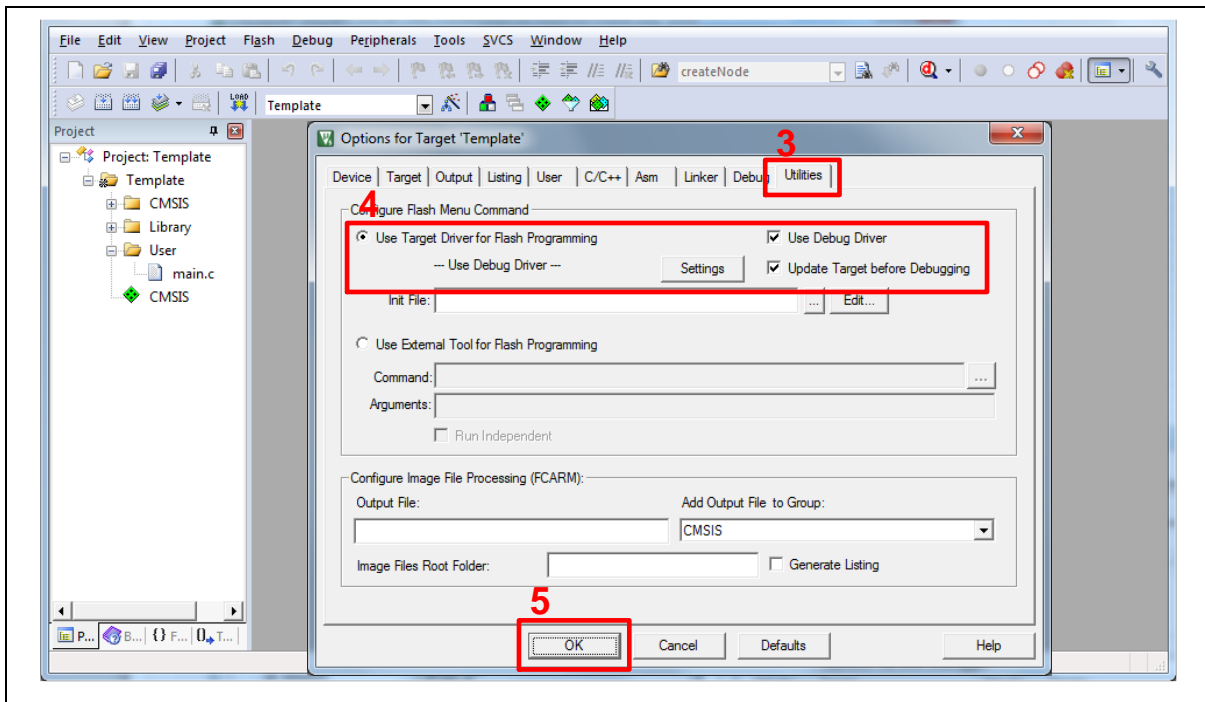 File Edit View Project Flash Debug Peripherals Tools SVCS Window Help
createNode
LOAD
Template
Project
Project: Template
Template
CMSIS
Library
User
main.c
CMSIS
P... B... {} F... 0 T...
Options for Target 'Template'
3
Device Target Output Listing User C/C++ Asm Linker Debug Utilities
4
Configure Flash Menu Command
Use Target Driver for Flash Programming Use Debug Driver
--- Use Debug Driver --- Settings Update Target before Debugging
Init File: ... Edit...
Use External Tool for Flash Programming
Command: ...
Arguments:
Run Independent
Configure Image File Processing (FCARM):
Output File: Add Output File to Group:
CMSIS
Image Files Root Folder: Generate Listing
5
OK Cancel Defaults Help